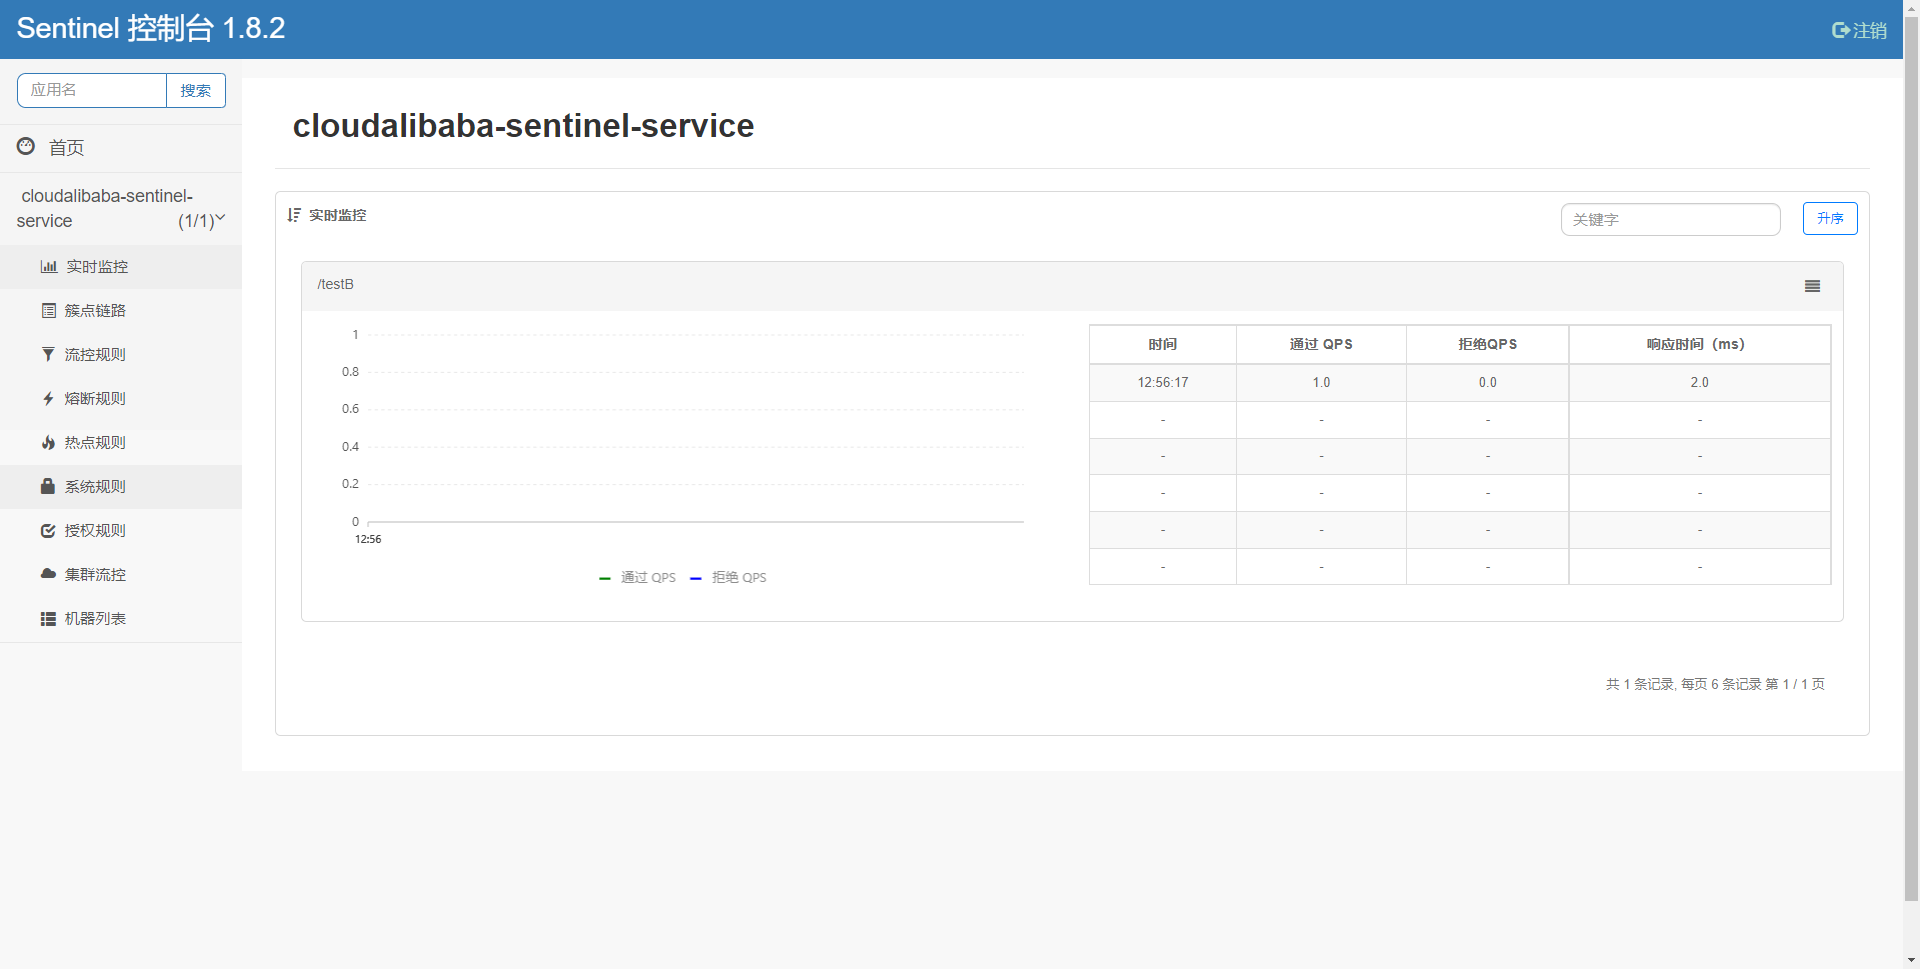 Sentinel 控制台 1.8.2
注销
应用名 搜索
首页
cloudalibaba-sentinel-
service (1/1)
实时监控
簇点链路
流控规则
熔断规则
热点规则
系统规则
授权规则
集群流控
机器列表
cloudalibaba-sentinel-service
实时监控 关键字 升序
/testB
1
0.8
0.6
0.4
0.2
0
12:56
通过 QPS 拒绝 QPS
时间 通过 QPS 拒绝QPS 响应时间（ms）
12:56:17 1.0 0.0 2.0
- - - -
- - - -
- - - -
- - - -
- - - -
共 1 条记录, 每页 6 条记录 第 1 / 1 页